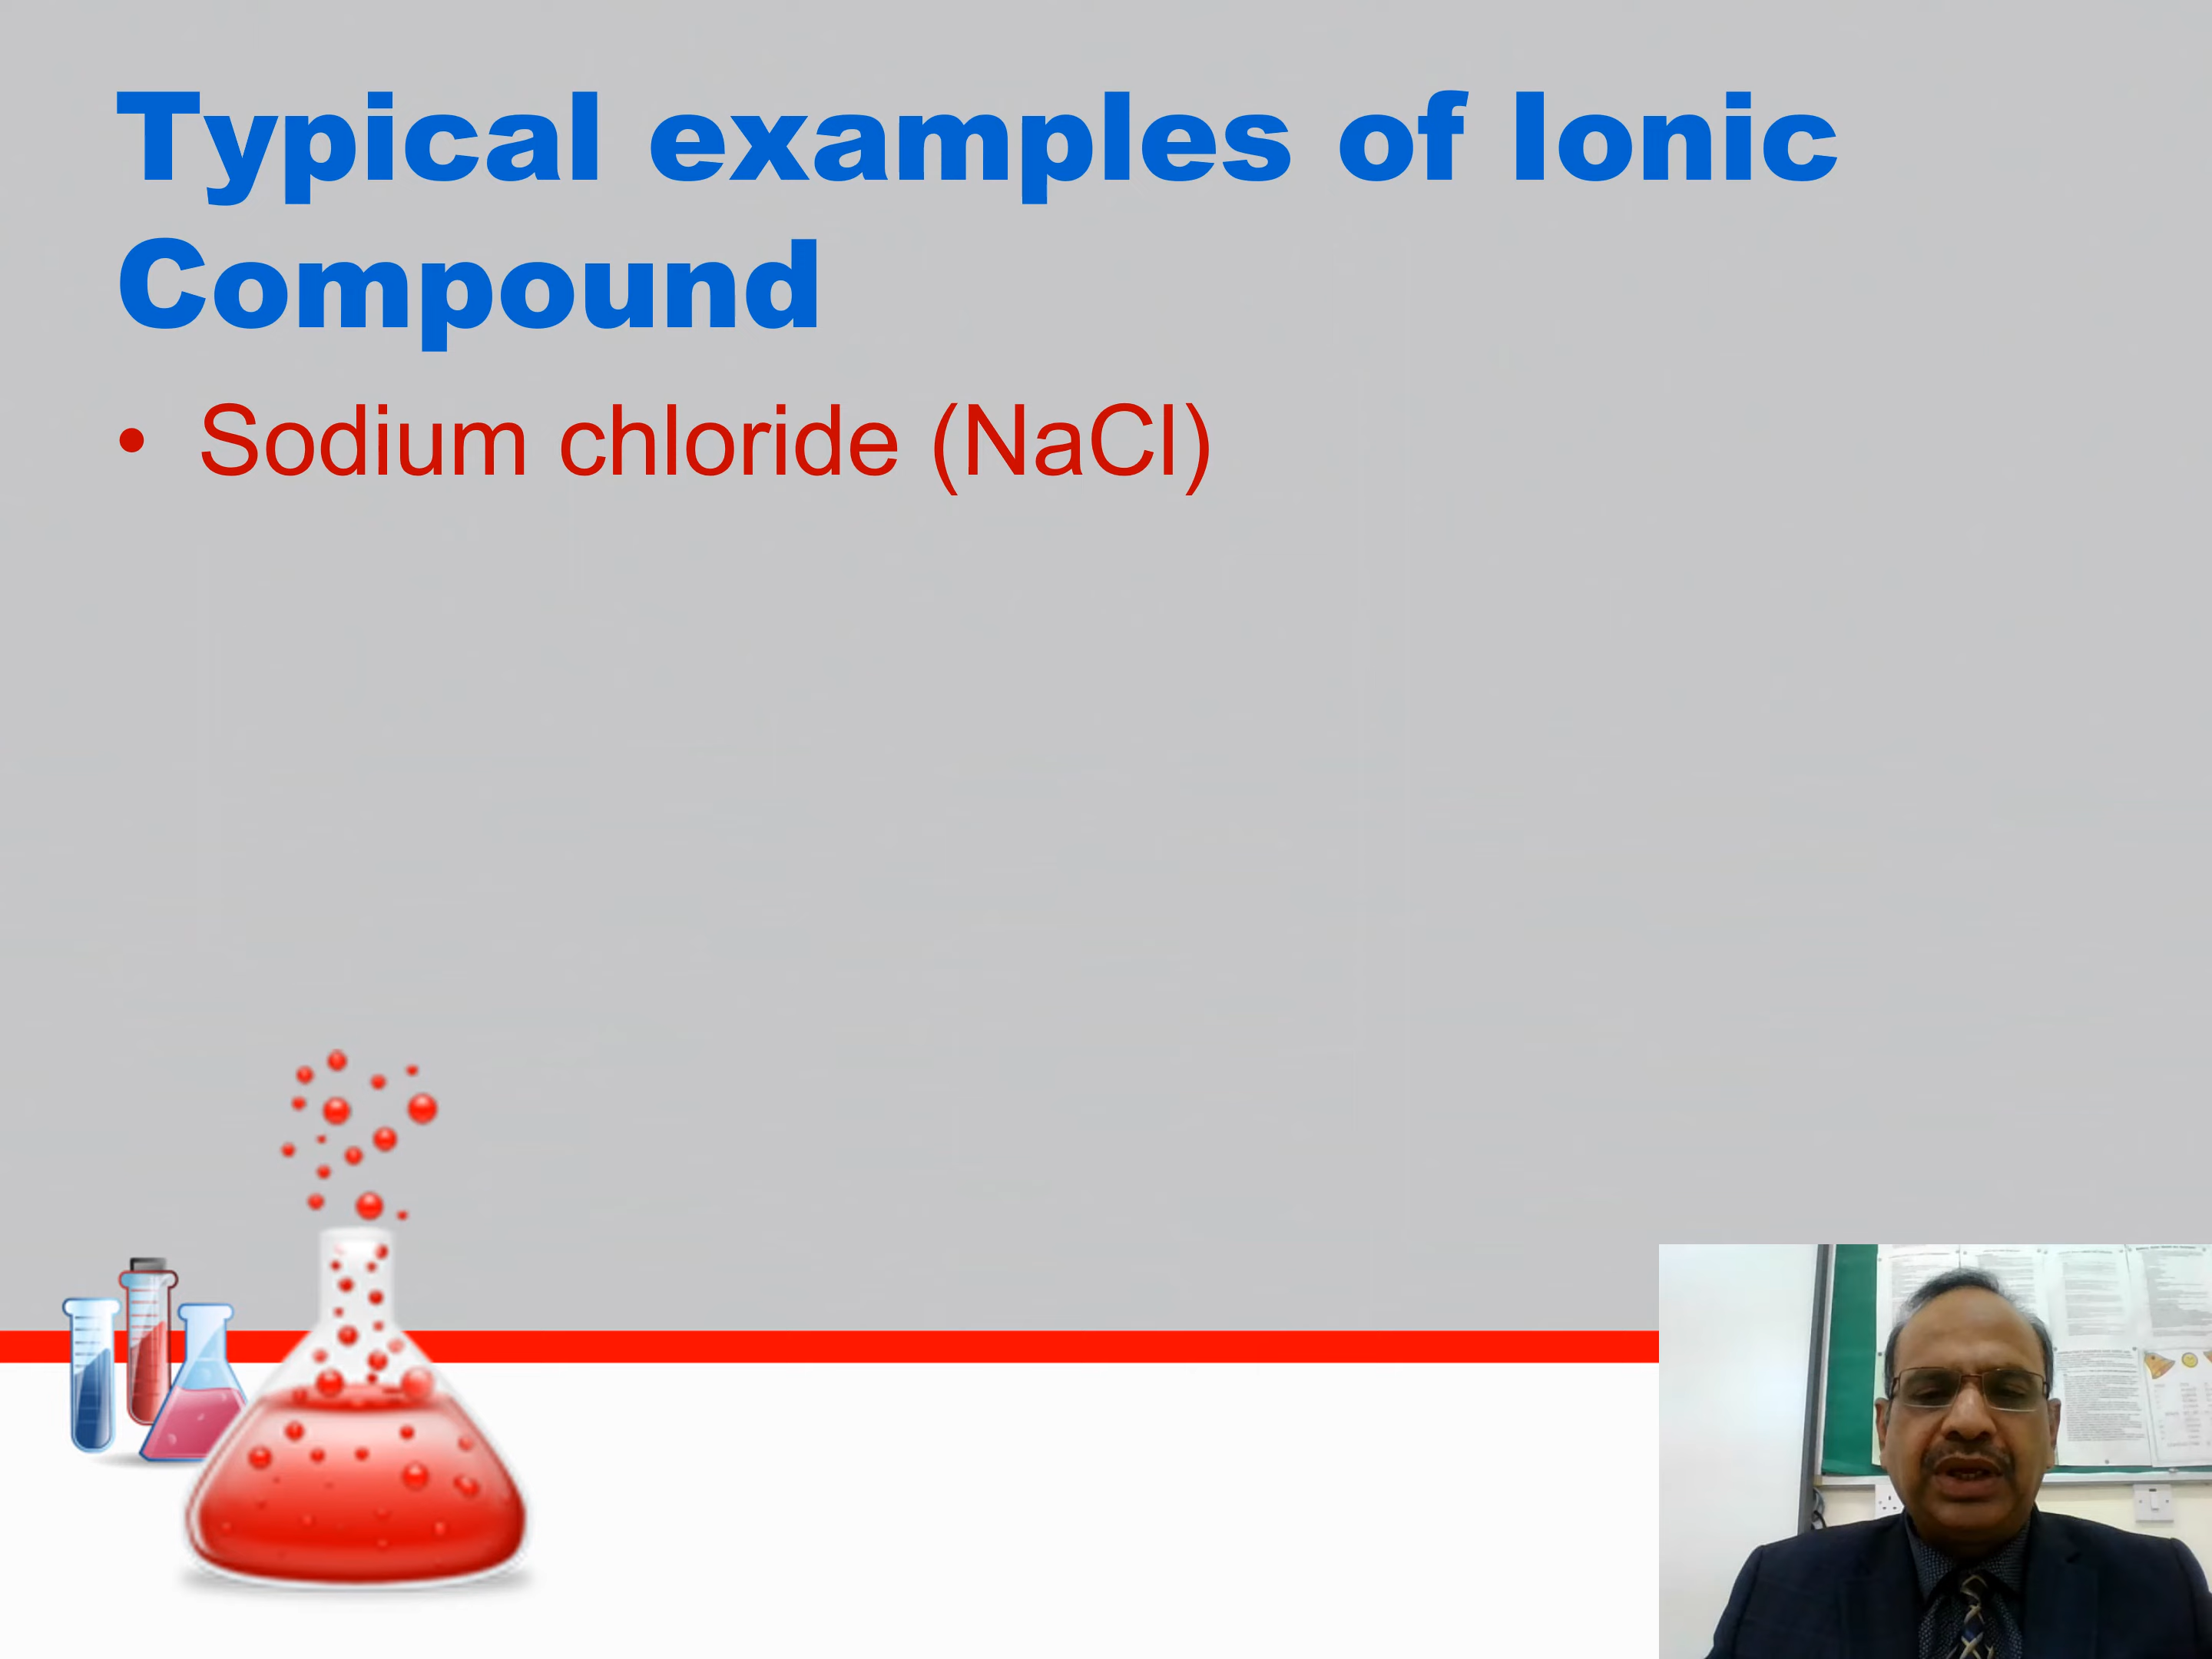 Typical examples of Ionic
Compound
• Sodium chloride (NaCl)